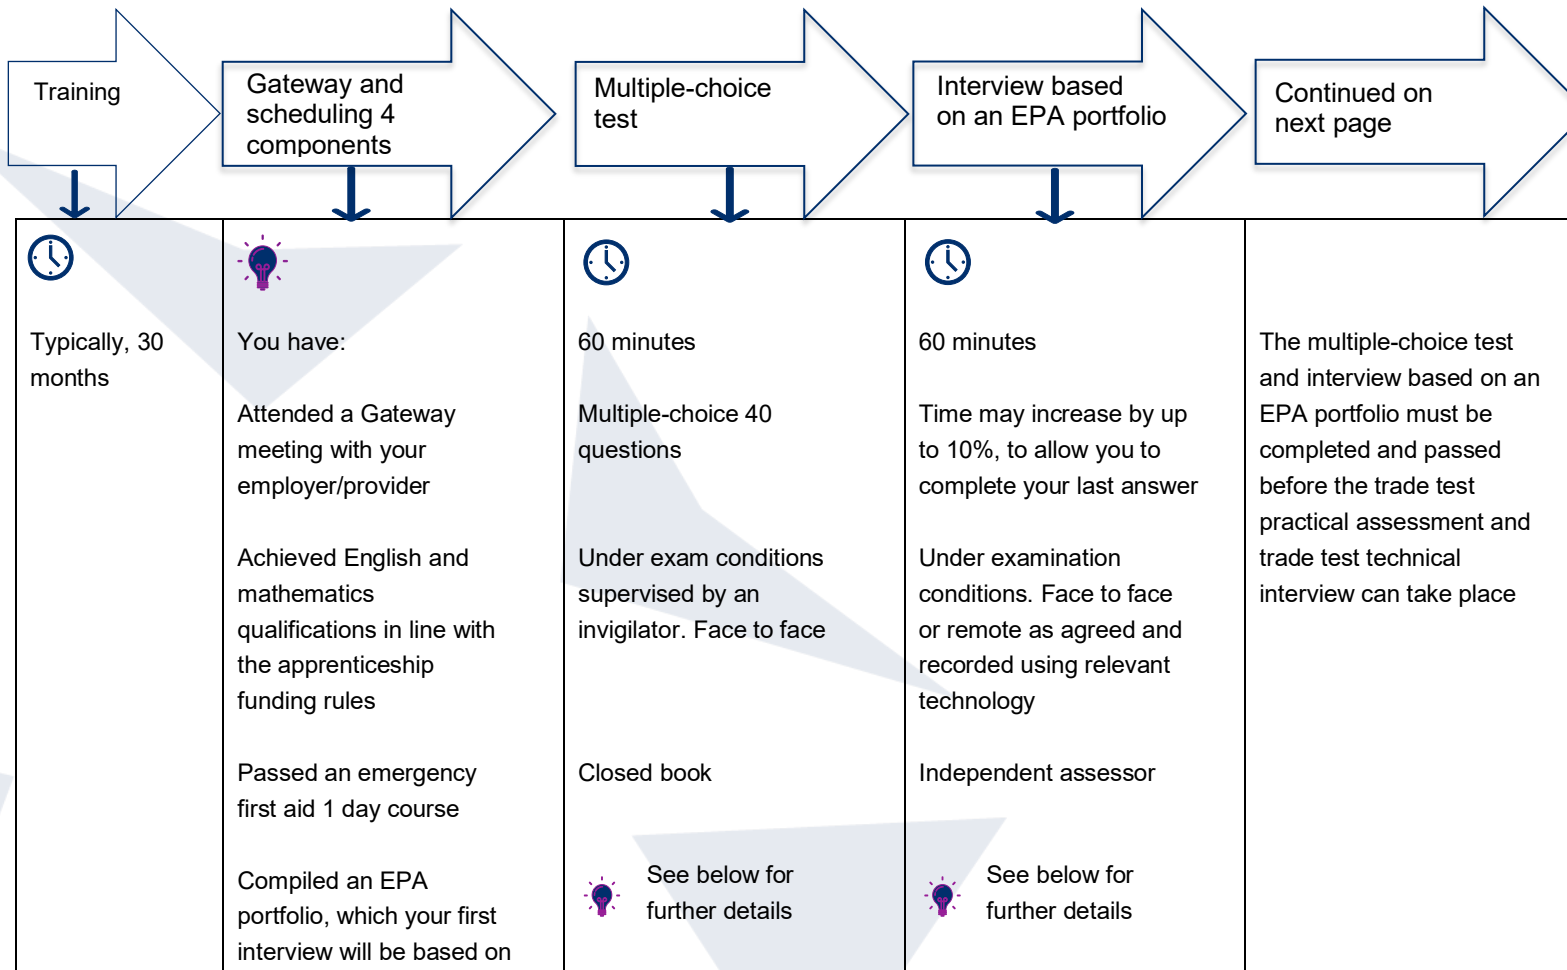 Training
Gateway and
scheduling 4
components
Multiple-choice
test
Interview based
on an EPA portfolio
Continued on
next page
Typically, 30
months
You have:
Attended a Gateway
meeting with your
employer/provider
Achieved English and
mathematics
qualifications in line with
the apprenticeship
funding rules
Passed an emergency
first aid 1 day course
Compiled an EPA
portfolio, which your first
interview will be based on
60 minutes
Multiple-choice 40
questions
Under exam conditions
supervised by an
invigilator. Face to face
Closed book
See below for
further details
60 minutes
Time may increase by up
to 10%, to allow you to
complete your last answer
Under examination
conditions. Face to face
or remote as agreed and
recorded using relevant
technology
Independent assessor
See below for
further details
The multiple-choice test
and interview based on an
EPA portfolio must be
completed and passed
before the trade test
practical assessment and
trade test technical
interview can take place